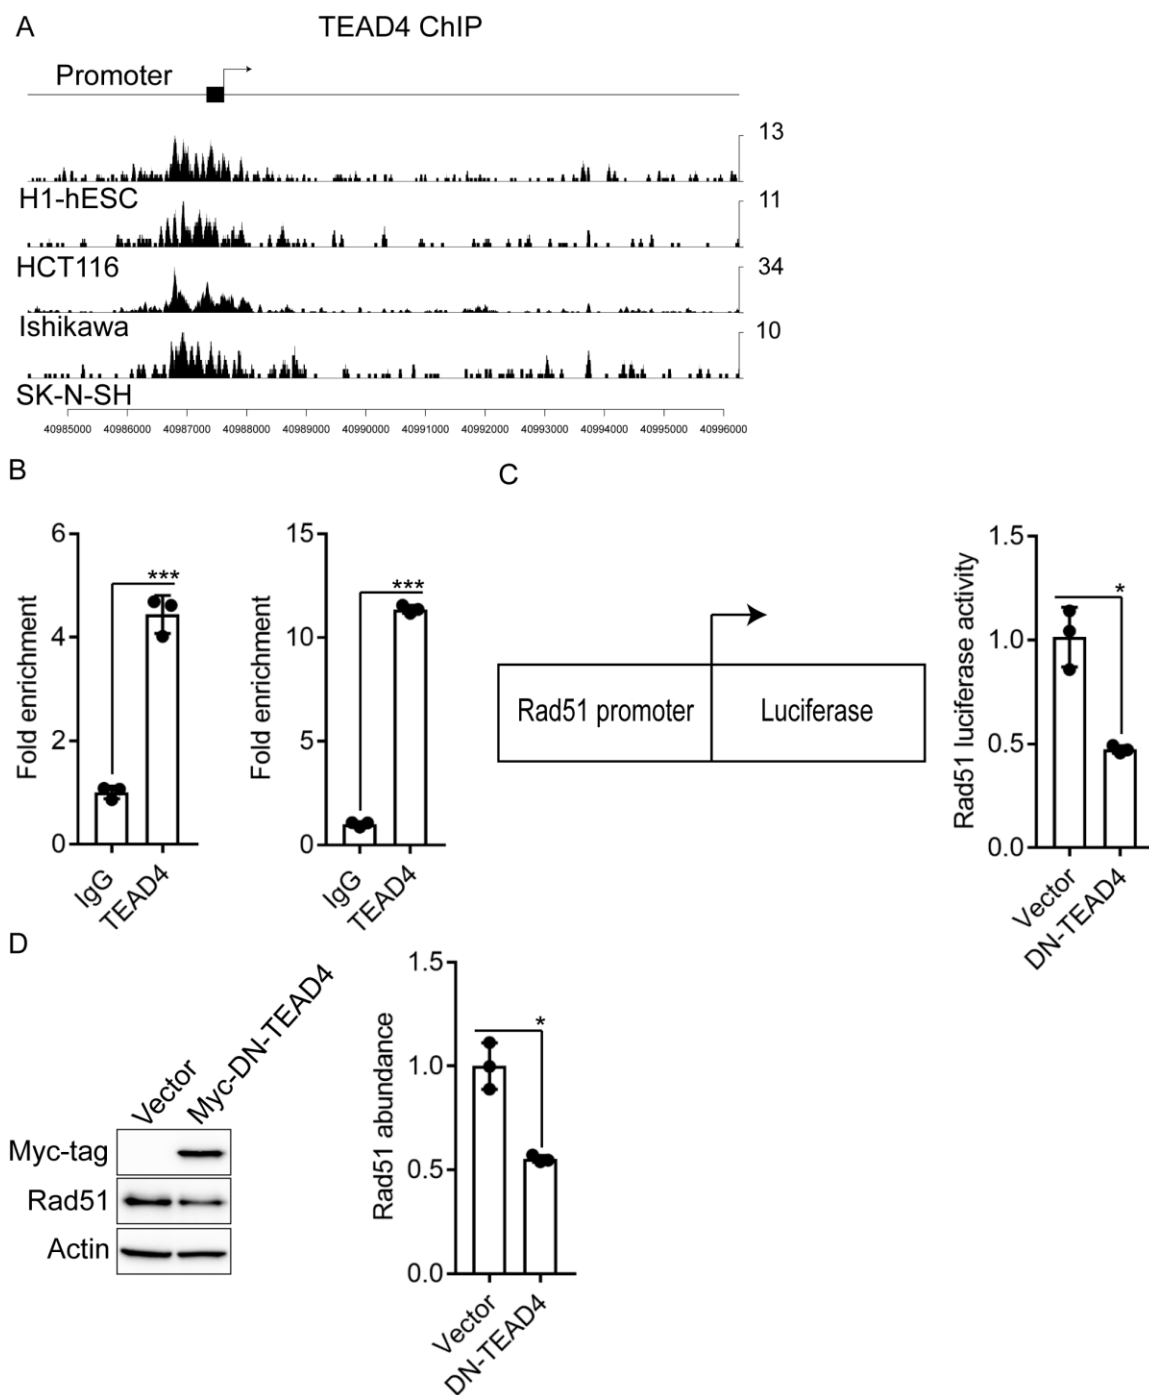 A
TEAD4 ChIP
Promoter
13
H1-hESC
11
HCT116
34
Ishikawa
10
SK-N-SH
40985000 40986000 40987000 40988000 40989000 40990000 40991000 40992000 40993000 40994000 40995000 40996000
B
Fold enrichment
6
4
2
0
***
IgG
TEAD4
Fold enrichment
15
10
5
0
***
IgG
TEAD4
C
Rad51 promoter
Luciferase
Rad51 luciferase activity
1.5
1.0
0.5
0.0
*
Vector
DN-TEAD4
D
Vector
Myc-DN-TEAD4
Myc-tag
Rad51
Actin
Rad51 abundance
1.5
1.0
0.5
0.0
*
Vector
DN-TEAD4